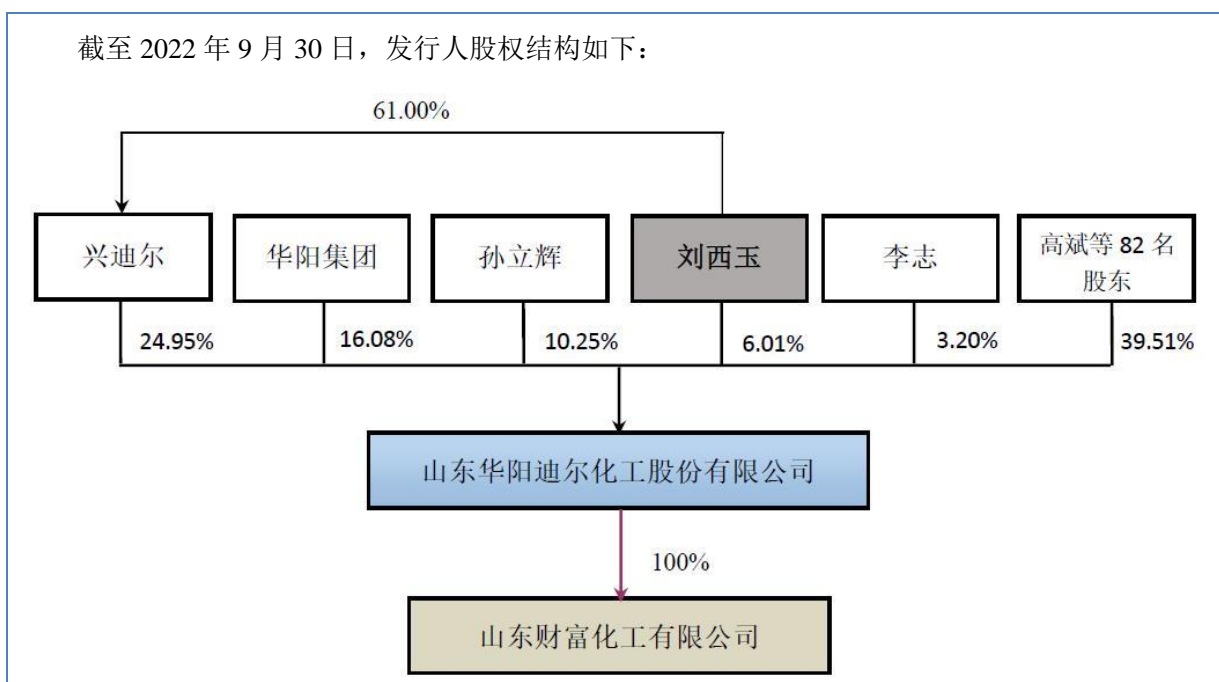 截至 2022 年 9 月 30 日，发行人股权结构如下：
61.00%
兴迪尔
华阳集团
孙立辉
刘西玉
李志
高斌等 82 名
股东
24.95%
16.08%
10.25%
6.01%
3.20%
39.51%
山东华阳迪尔化工股份有限公司
100%
山东财富化工有限公司